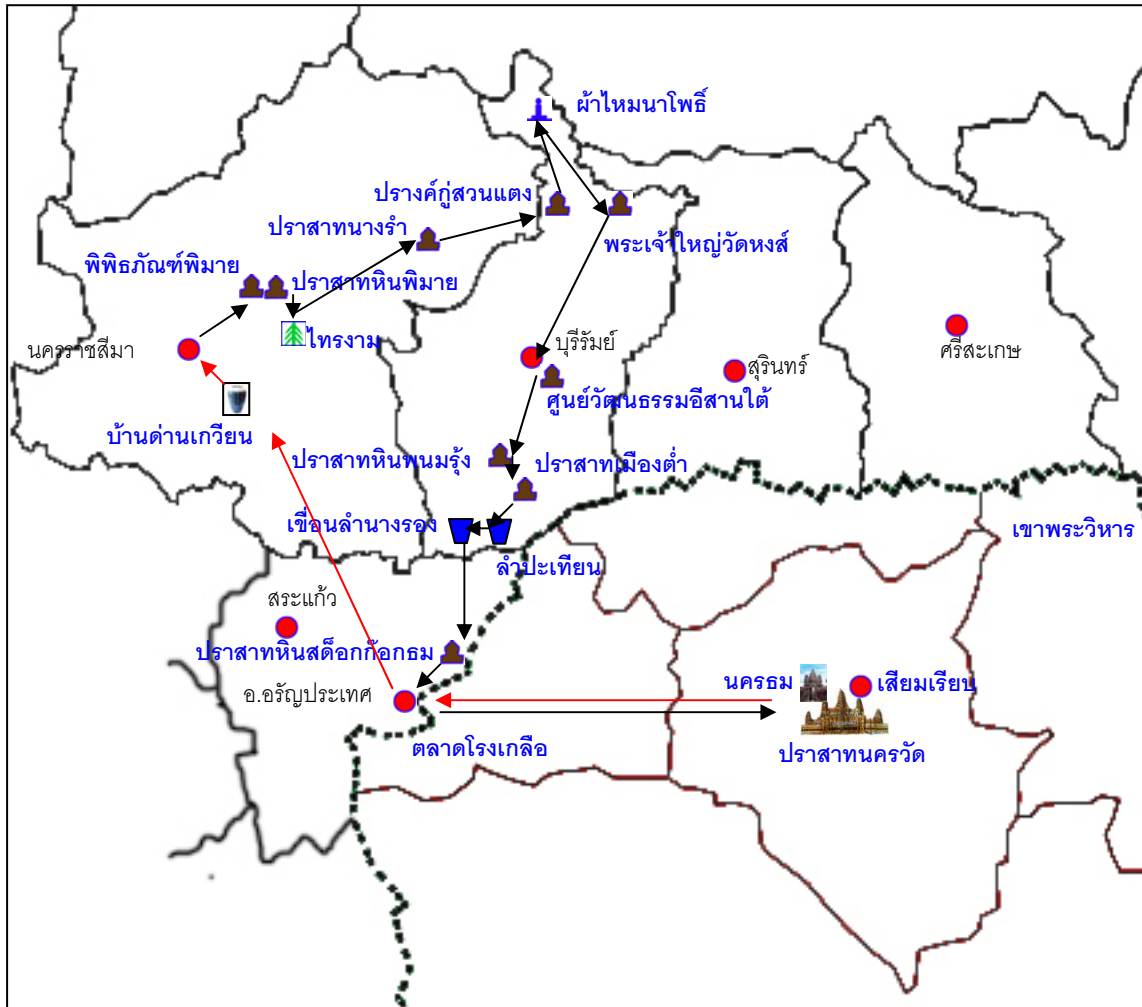 ผ้าไหมนาโพธิ์
ปรางค์กู่สวนแตง
ปราสาทนางรำ
พระเจ้าใหญ่วัดหงส์
พิพิธภัณฑ์พิมาย
ปราสาทหินพิมาย
นครราชสีมา
ไทรงาม
บุรีรัมย์
ศรีสะเกษ
สุรินทร์
ศูนย์วัฒนธรรมอีสานใต้
บ้านด่านเกวียน
ปราสาทหินพนมรุ้ง
ปราสาทเมืองต่ำ
เขื่อนลำนางรอง
เขาพระวิหาร
ลำปะเทียน
สระแก้ว
ปราสาทหินสด็อกก๊อกธม
นครธม
เสียมเรียบ
อ.อรัญประเทศ
ตลาดโรงเกลือ
ปราสาทนครวัด